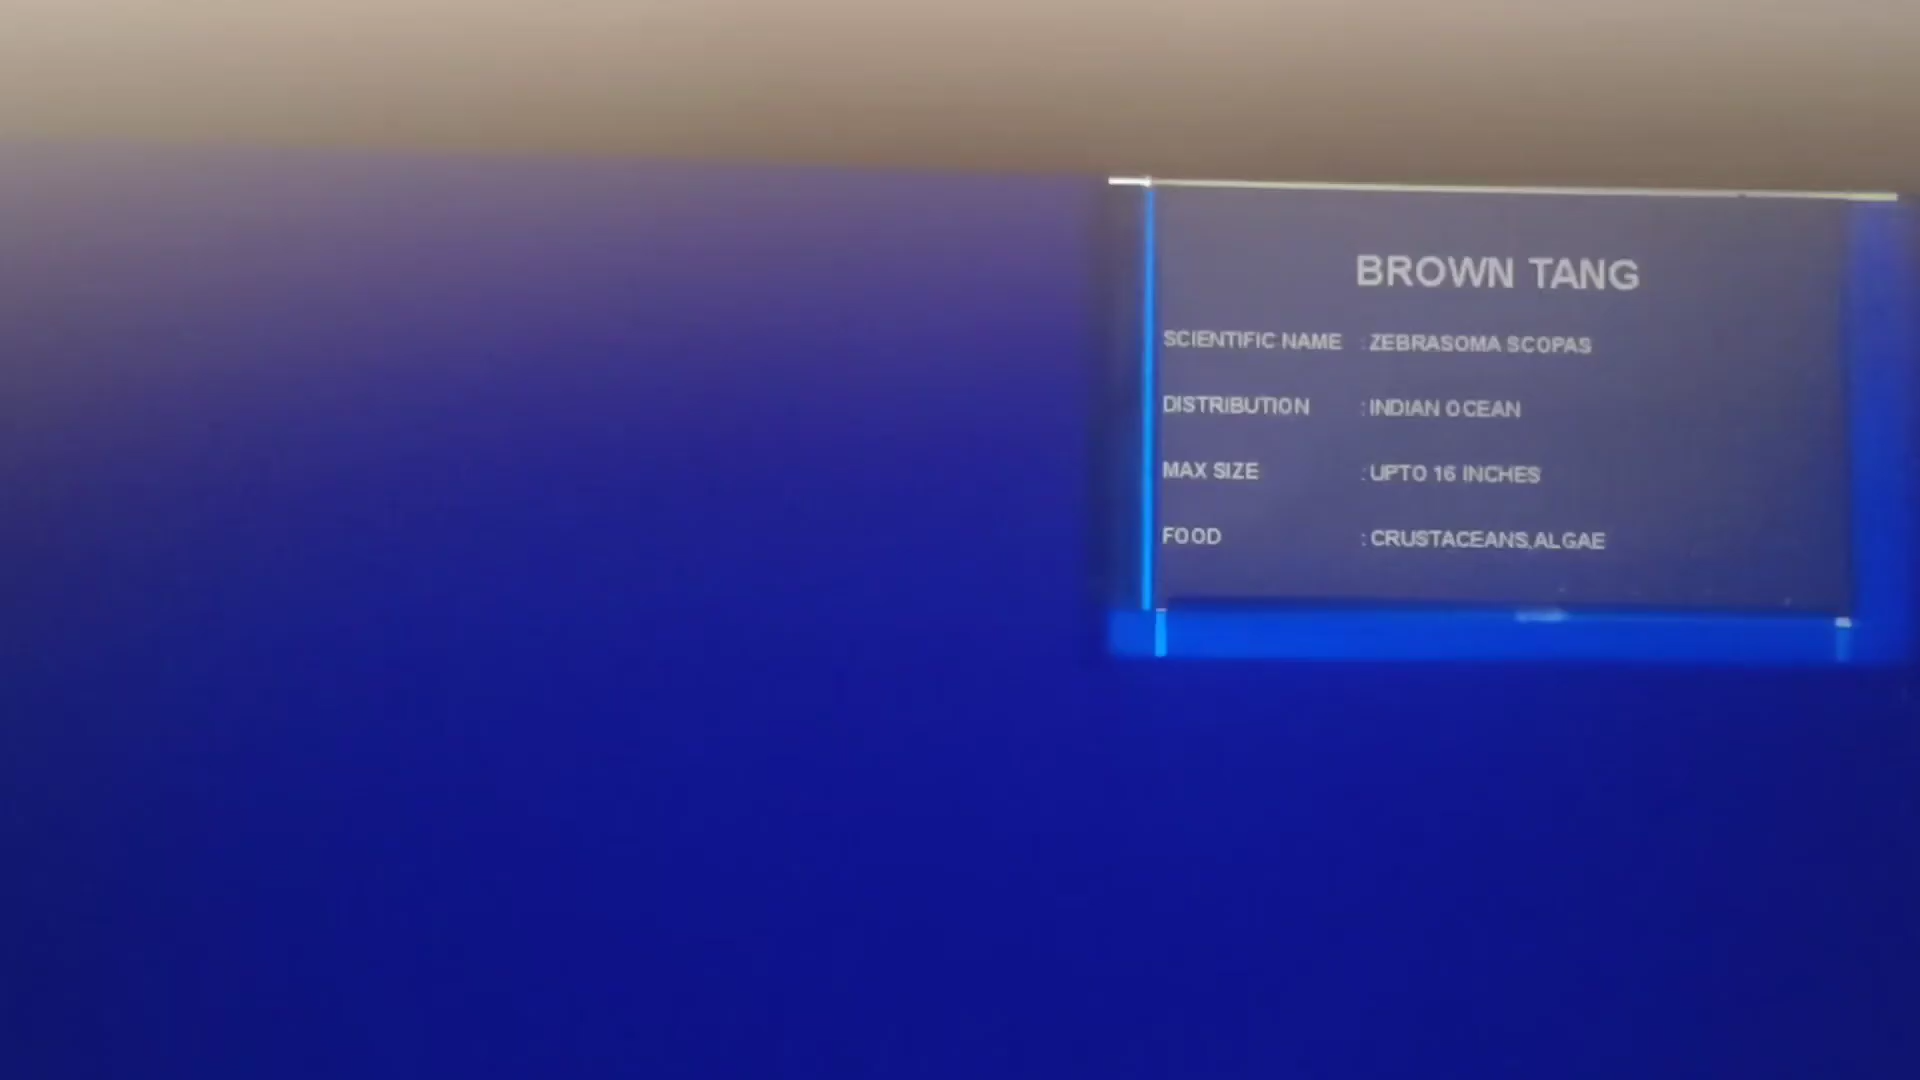 BROWN TANG
SCIENTIFIC NAME : ZEBRASOMA SCOPAS
DISTRIBUTION : INDIAN OCEAN
MAX SIZE : UPTO 16 INCHES
FOOD : CRUSTACEANS,ALGAE